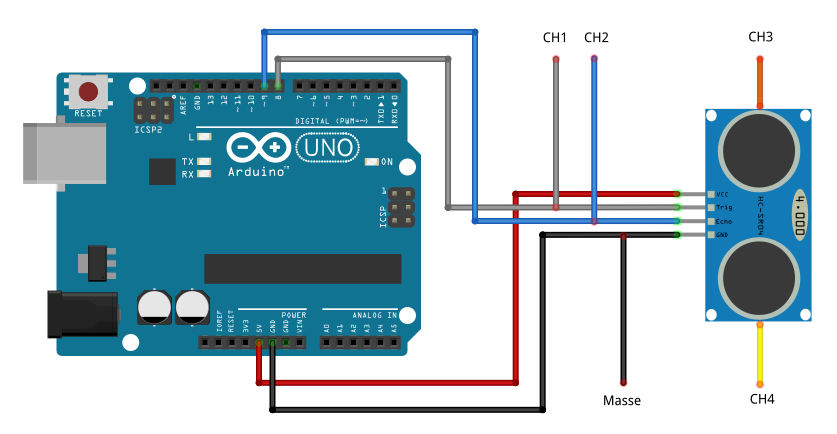 CH1
CH2
CH3
RESET
ICSP2
AREF
GND
13
12
~11
~10
~9
8
7
~6
~5
4
~3
2
TXD ▶ 1
RXD ◀ 0
DIGITAL (PWM=~)
L
TX
RX
Arduino™
UNO
ON
1
ICSP
VCC
Trig
Echo
GND
HC-SR04
4.000
IOREF
RESET
3V3
5V
GND
GND
VIN
POWER
ANALOG IN
A0
A1
A2
A3
A4
A5
Masse
CH4